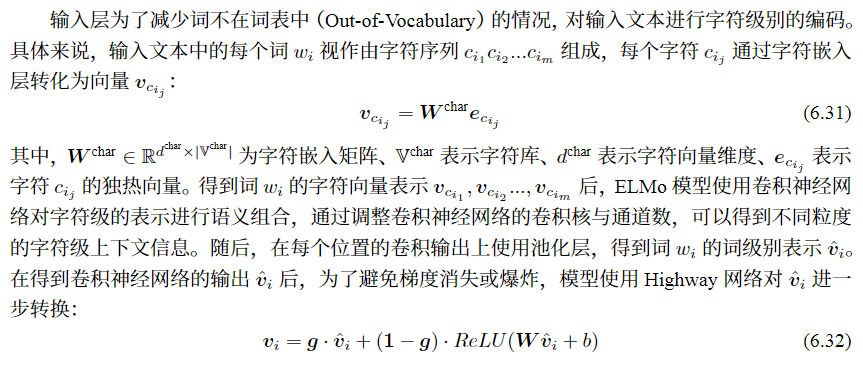 输入层为了减少词不在词表中（Out-of-Vocabulary）的情况，对输入文本进行字符级别的编码。
具体来说，输入文本中的每个词 $w_i$ 视作由字符序列 $c_{i_1}c_{i_2}...c_{i_m}$ 组成，每个字符 $c_{i_j}$ 通过字符嵌入
层转化为向量 $\boldsymbol{v}_{c_{i_j}}$：
$\boldsymbol{v}_{c_{i_j}} = \boldsymbol{W}^{\text{char}} \boldsymbol{e}_{c_{i_j}}$ (6.31)
其中，$\boldsymbol{W}^{\text{char}} \in \mathbb{R}^{d^{\text{char}} \times |\mathbb{V}^{\text{char}}|}$ 为字符嵌入矩阵、$\mathbb{V}^{\text{char}}$ 表示字符库、$d^{\text{char}}$ 表示字符向量维度、$\boldsymbol{e}_{c_{i_j}}$ 表示
字符 $c_{i_j}$ 的独热向量。得到词 $w_i$ 的字符向量表示 $\boldsymbol{v}_{c_{i_1}}, \boldsymbol{v}_{c_{i_2}}..., \boldsymbol{v}_{c_{i_m}}$ 后，ELMo 模型使用卷积神经网
络对字符级的表示进行语义组合，通过调整卷积神经网络的卷积核与通道数，可以得到不同粒度
的字符级上下文信息。随后，在每个位置的卷积输出上使用池化层，得到词 $w_i$ 的词级别表示 $\hat{\boldsymbol{v}}_i$。
在得到卷积神经网络的输出 $\hat{\boldsymbol{v}}_i$ 后，为了避免梯度消失或爆炸，模型使用 Highway 网络对 $\hat{\boldsymbol{v}}_i$ 进一
步转换：
$\boldsymbol{v}_i = \boldsymbol{g} \cdot \hat{\boldsymbol{v}}_i + (\boldsymbol{1} - \boldsymbol{g}) \cdot ReLU(\boldsymbol{W}\hat{\boldsymbol{v}}_i + b)$ (6.32)